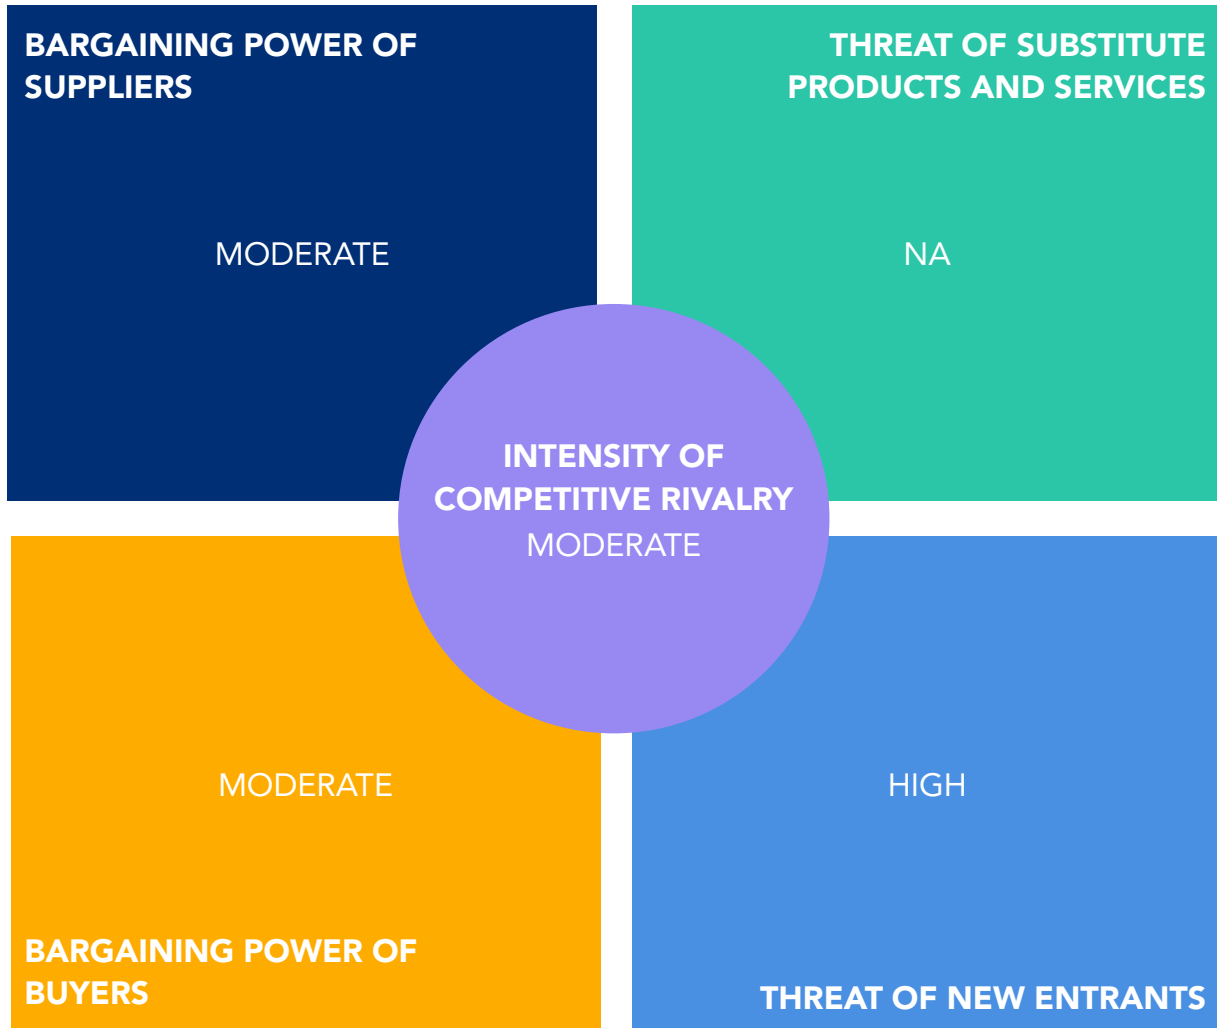 BARGAINING POWER OF
SUPPLIERS
MODERATE
THREAT OF SUBSTITUTE
PRODUCTS AND SERVICES
NA
INTENSITY OF
COMPETITIVE RIVALRY
MODERATE
MODERATE
BARGAINING POWER OF
BUYERS
HIGH
THREAT OF NEW ENTRANTS